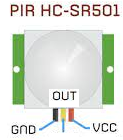 PIR HC-SR501
OUT
GND VCC